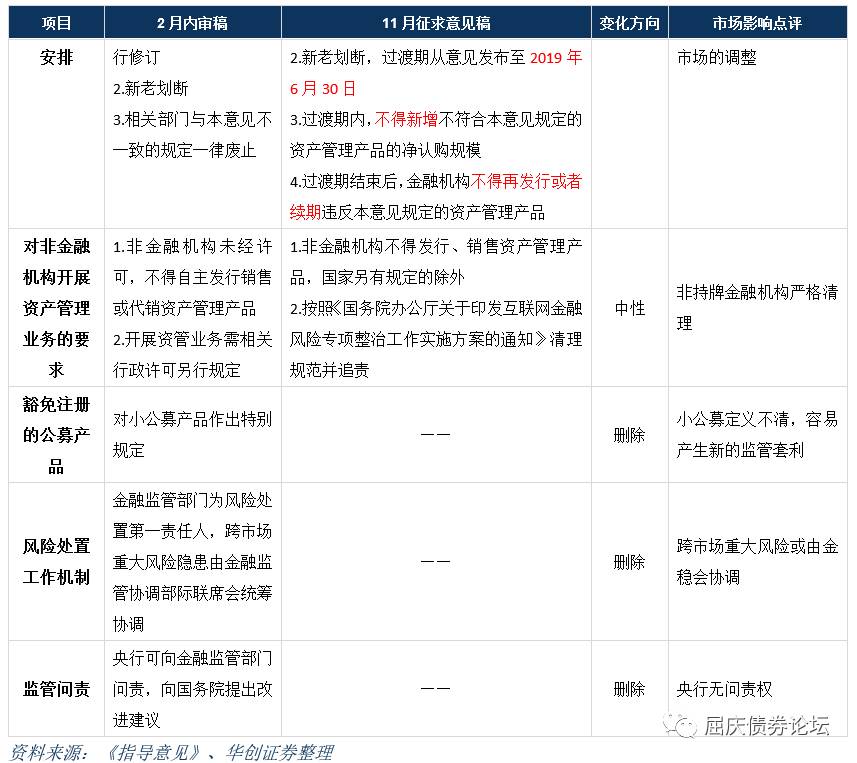 项目 2月内审稿 11月征求意见稿 变化方向 市场影响点评
安排
行修订
2.新老划断
3.相关部门与本意见不
一致的规定一律废止
2.新老划断，过渡期从意见发布至 2019 年
6 月 30 日
3.过渡期内，不得新增不符合本意见规定的
资产管理产品的净认购规模
4.过渡期结束后，金融机构不得再发行或者
续期违反本意见规定的资产管理产品
市场的调整
对非金融
机构开展
资产管理
业务的要
求
1.非金融机构未经许
可，不得自主发行销售
或代销资产管理产品
2.开展资管业务需相关
行政许可另行规定
1.非金融机构不得发行、销售资产管理产
品，国家另有规定的除外
2.按照《国务院办公厅关于印发互联网金融
风险专项整治工作实施方案的通知》清理
规范并追责
中性
非持牌金融机构严格清
理
豁免注册
的公募产
品
对小公募产品作出特别
规定
——
删除
小公募定义不清，容易
产生新的监管套利
风险处置
工作机制
金融监管部门为风险处
置第一责任人，跨市场
重大风险隐患由金融监
管协调部际联席会统筹
协调
——
删除
跨市场重大风险或由金
稳会协调
监管问责
央行可向金融监管部门
问责，向国务院提出改
进建议
——
删除
央行无问责权
屈庆债券论坛
资料来源：《指导意见》、华创证券整理